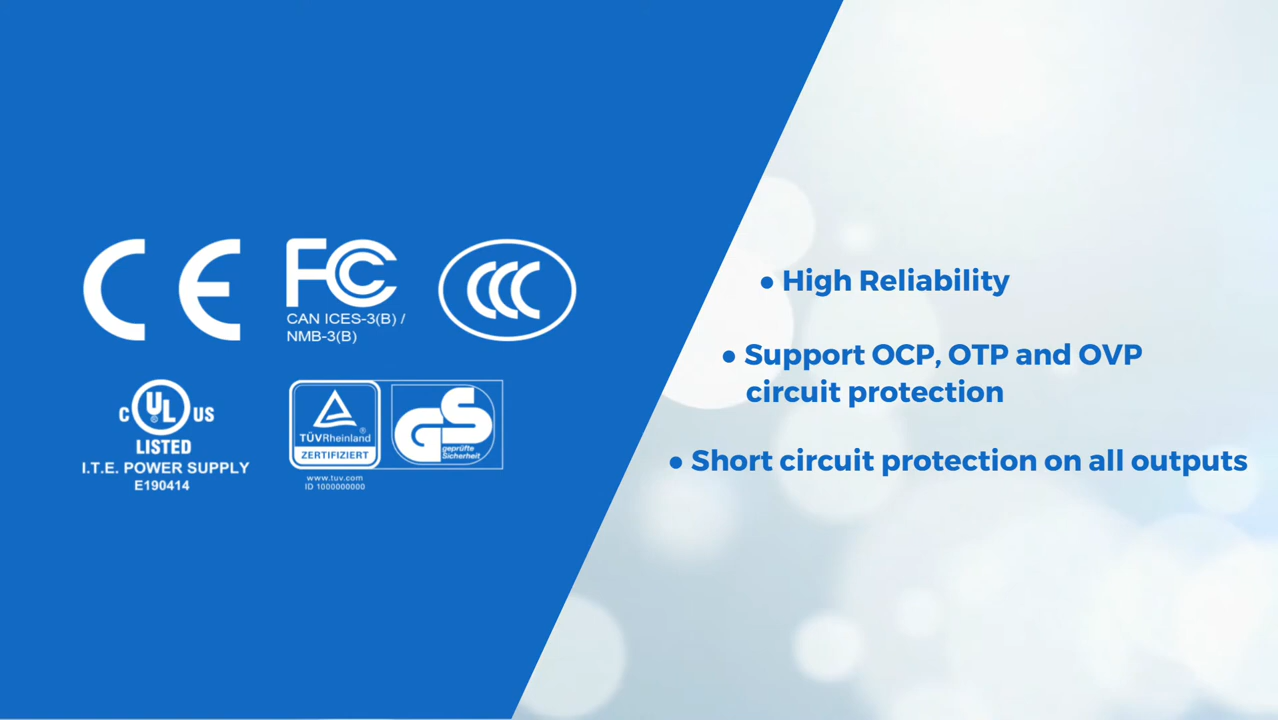 CE
FC
CAN ICES-3(B) /
NMB-3(B)
CCC
C UL US
®
LISTED
I.T.E. POWER SUPPLY
E190414
TÜVRheinland
®
ZERTIFIZIERT
GS
geprüfte
Sicherheit
www.tuv.com
ID 1000000000
● High Reliability
● Support OCP, OTP and OVP
circuit protection
● Short circuit protection on all outputs